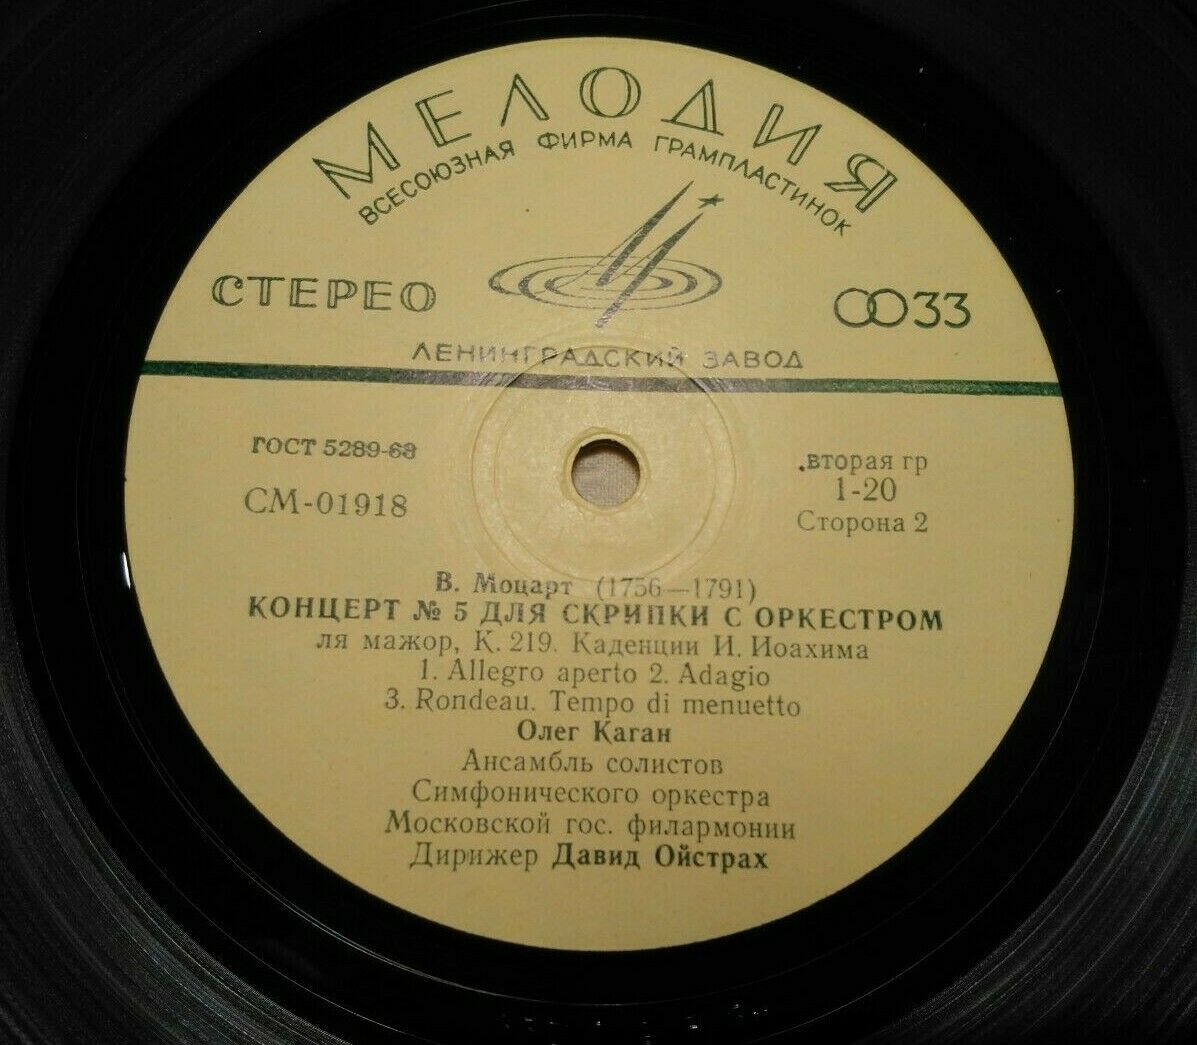 МЕЛОДИЯ
ВСЕСОЮЗНАЯ ФИРМА ГРАМПЛАСТИНОК
СТЕРЕО
33
ЛЕНИНГРАДСКИЙ ЗАВОД
ГОСТ 5289-68
СМ-01918
вторая гр
1-20
Сторона 2
В. Моцарт (1756—1791)
КОНЦЕРТ № 5 ДЛЯ СКРИПКИ С ОРКЕСТРОМ
ля мажор, К. 219. Каденции И. Иоахима
1. Allegro aperto 2. Adagio
3. Rondeau. Tempo di menuetto
Олег Каган
Ансамбль солистов
Симфонического оркестра
Московской гос. филармонии
Дирижер Давид Ойстрах